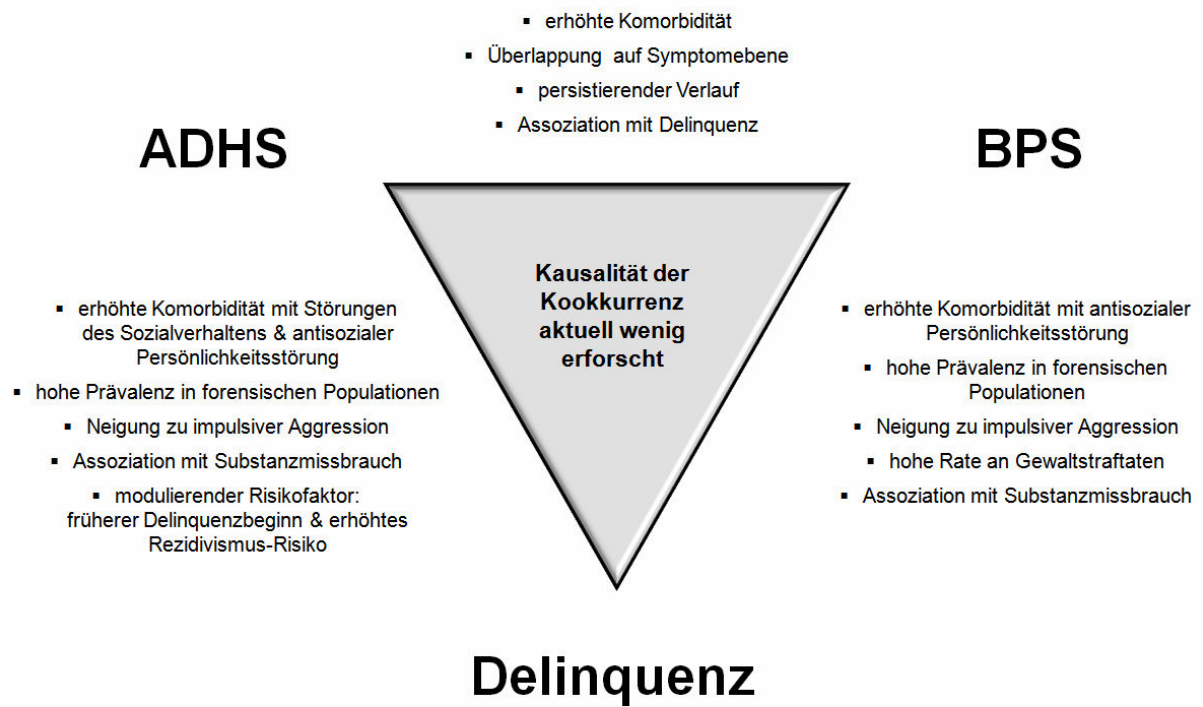 ▪ erhöhte Komorbidität
▪ Überlappung auf Symptomebene
▪ persistierender Verlauf
▪ Assoziation mit Delinquenz
ADHS
BPS
Kausalität der
Kookkurrenz
aktuell wenig
erforscht
▪ erhöhte Komorbidität mit Störungen
des Sozialverhaltens & antisozialer
Persönlichkeitsstörung
▪ hohe Prävalenz in forensischen Populationen
▪ Neigung zu impulsiver Aggression
▪ Assoziation mit Substanzmissbrauch
▪ modulierender Risikofaktor:
früherer Delinquenzbeginn & erhöhtes
Rezidivismus-Risiko
▪ erhöhte Komorbidität mit antisozialer
Persönlichkeitsstörung
▪ hohe Prävalenz in forensischen
Populationen
▪ Neigung zu impulsiver Aggression
▪ hohe Rate an Gewaltstraftaten
▪ Assoziation mit Substanzmissbrauch
Delinquenz